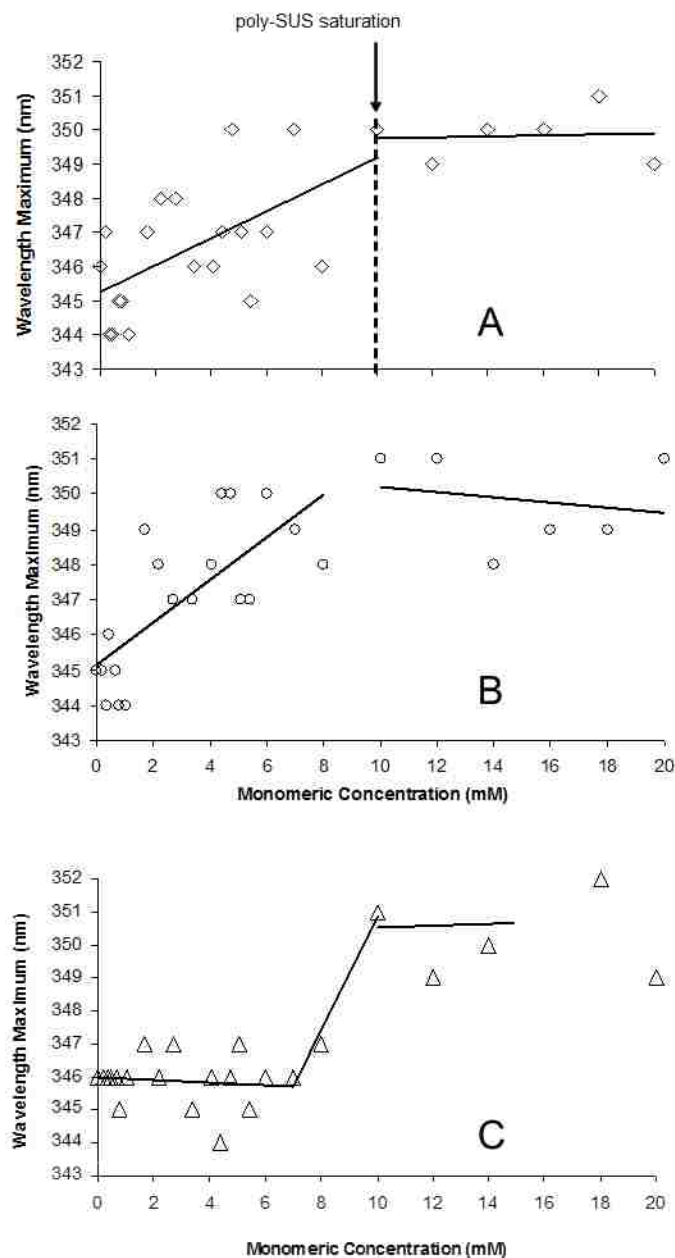 poly-SUS saturation
352
351
350
349
348
347
346
345
344
343
Wavelength Maximum (nm)
A
352
351
350
349
348
347
346
345
344
343
Wavelength Maximum (nm)
B
0 2 4 6 8 10 12 14 16 18 20
Monomeric Concentration (mM)
352
351
350
349
348
347
346
345
344
343
Wavelength Maximum (nm)
C
0 2 4 6 8 10 12 14 16 18 20
Monomeric Concentration (mM)